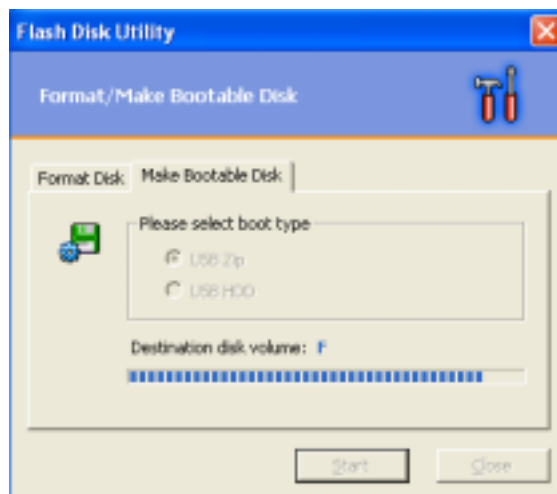 Flash Disk Utility
Format/Make Bootable Disk
Format Disk Make Bootable Disk
Please select boot type
USB Zip
USB HDD
Destination disk volume: F
Start Close